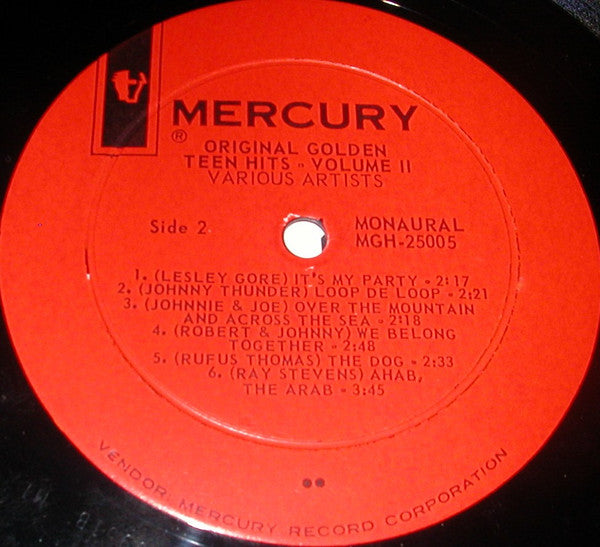 MERCURY
®
ORIGINAL GOLDEN
TEEN HITS - VOLUME II
VARIOUS ARTISTS
Side 2
MONAURAL
MGH-25005
1. (LESLEY GORE) IT'S MY PARTY - 2:17
2. (JOHNNY THUNDER) LOOP DE LOOP - 2:21
3. (JOHNNIE & JOE) OVER THE MOUNTAIN
AND ACROSS THE SEA - 2:18
4. (ROBERT & JOHNNY) WE BELONG
TOGETHER - 2:48
5. (RUFUS THOMAS) THE DOG - 2:33
6. (RAY STEVENS) AHAB,
THE ARAB - 3:45
VENDOR: MERCURY RECORD CORPORATION